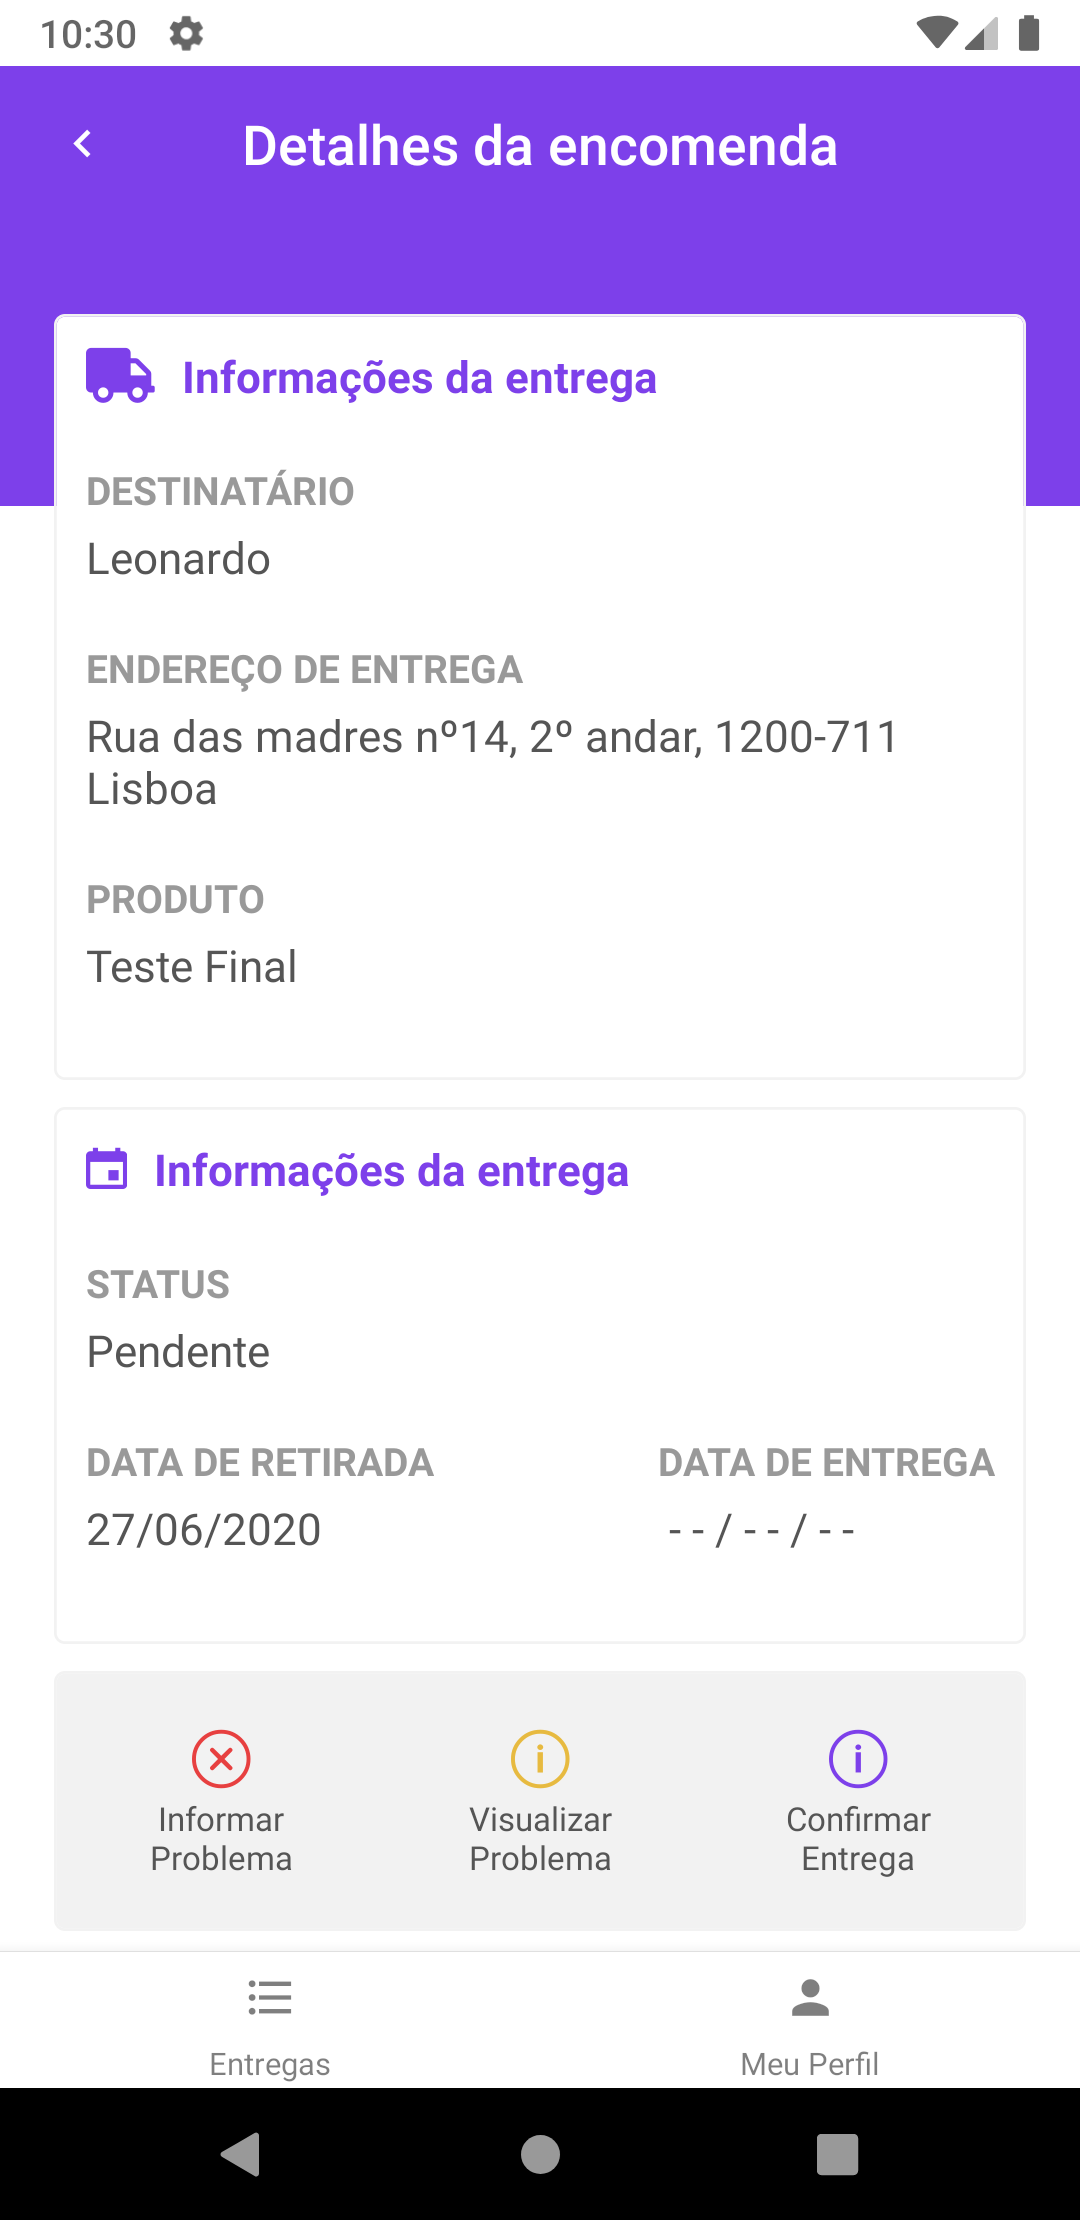 10:30
Detalhes da encomenda
Informações da entrega
DESTINATÁRIO
Leonardo
ENDEREÇO DE ENTREGA
Rua das madres nº14, 2º andar, 1200-711
Lisboa
PRODUTO
Teste Final
Informações da entrega
STATUS
Pendente
DATA DE RETIRADA DATA DE ENTREGA
27/06/2020 - - / - - / - -
Informar Visualizar Confirmar
Problema Problema Entrega
Entregas Meu Perfil